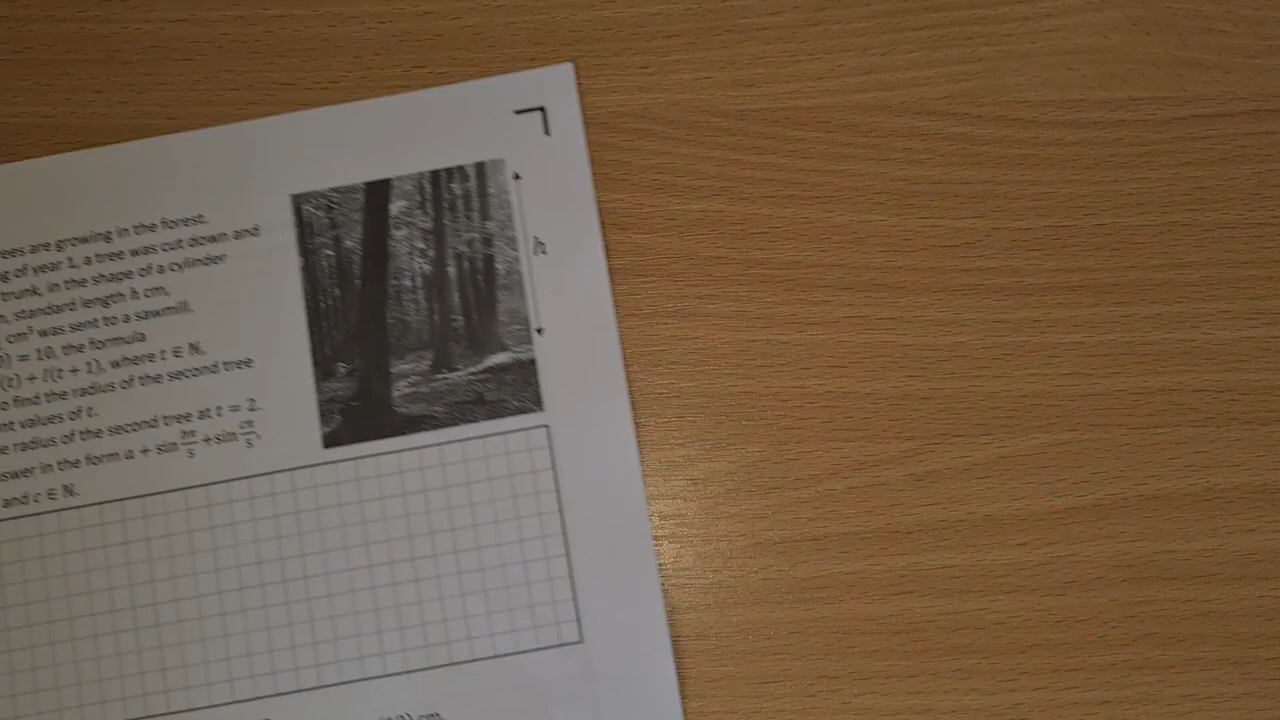 rees are growing in the forest.
g of year 1, a tree was cut down and
trunk, in the shape of a cylinder
standard length h cm,
cm³ was sent to a sawmill.
) = 10, the formula
(t) + l(t + 1), where t ∈ ℕ,
o find the radius of the second tree
nt values of t.
e radius of the second tree at t = 2.
swer in the form a + sin bπ/5 + sin cπ/5,
and c ∈ ℕ.
h
cm